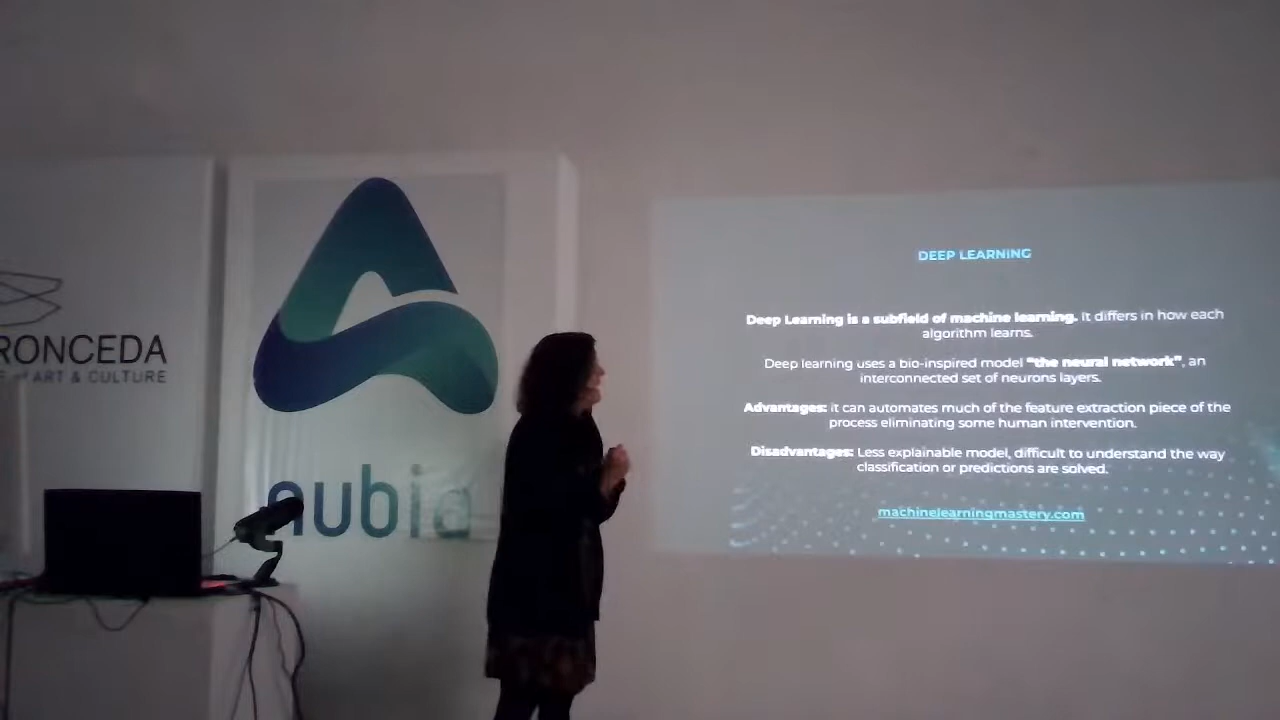 RONCEDA
ART & CULTURE
nubia
DEEP LEARNING
Deep Learning is a subfield of machine learning. It differs in how each
algorithm learns.
Deep learning uses a bio-inspired model “the neural network”, an
interconnected set of neurons layers.
Advantages: it can automates much of the feature extraction piece of the
process eliminating some human intervention.
Disadvantages: Less explainable model, difficult to understand the way
classification or predictions are solved.
machinelearningmastery.com